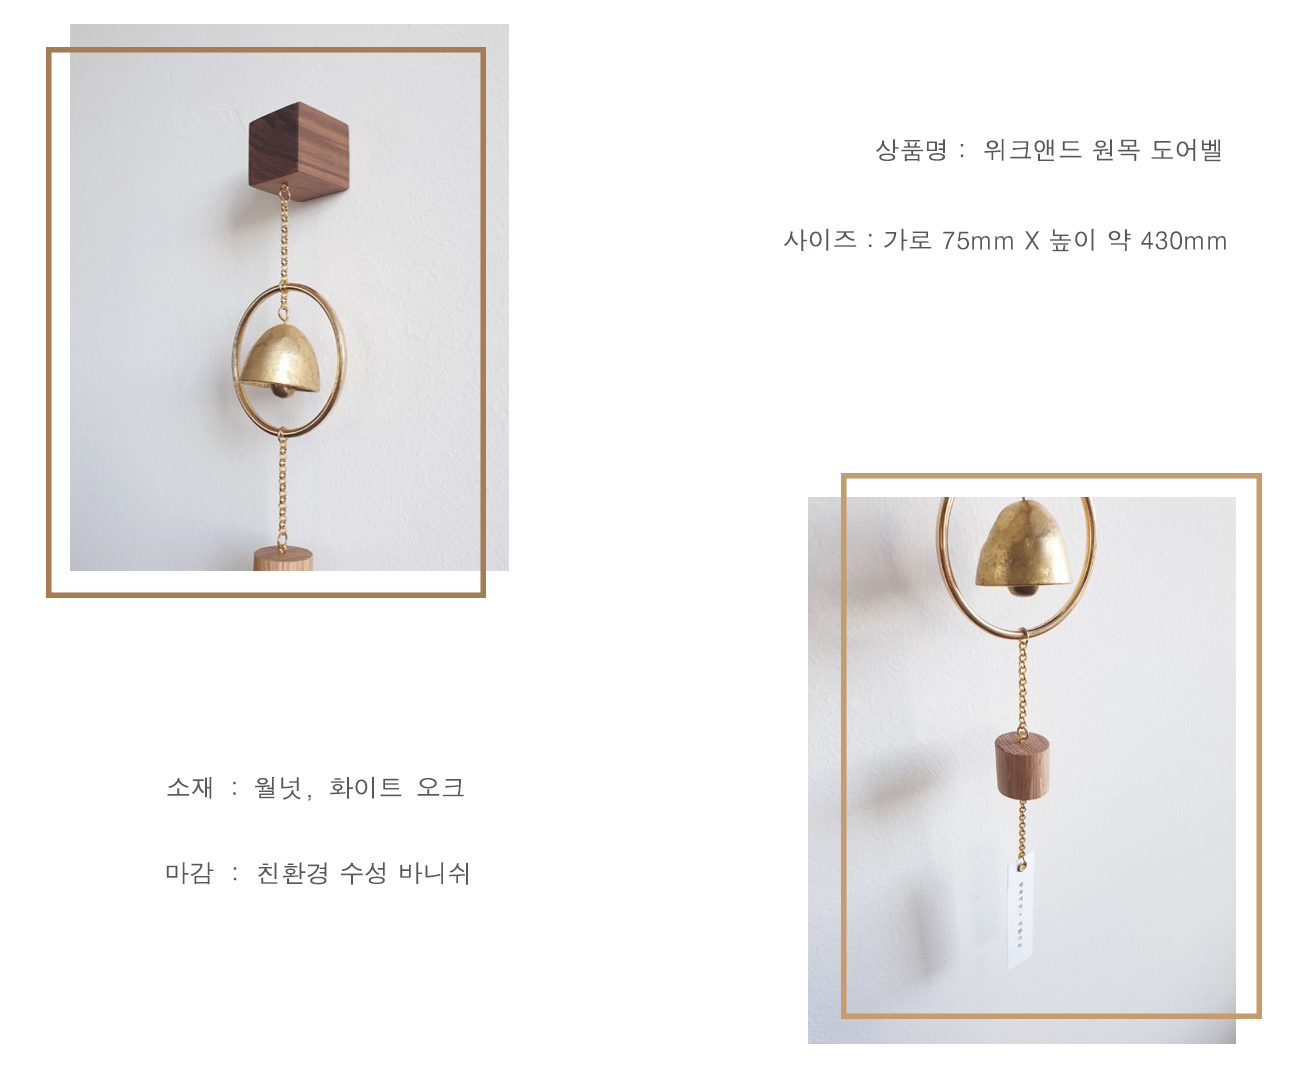 상품명 : 위크앤드 원목 도어벨
사이즈 : 가로 75mm X 높이 약 430mm
소재 : 월넛, 화이트 오크
마감 : 친환경 수성 바니쉬